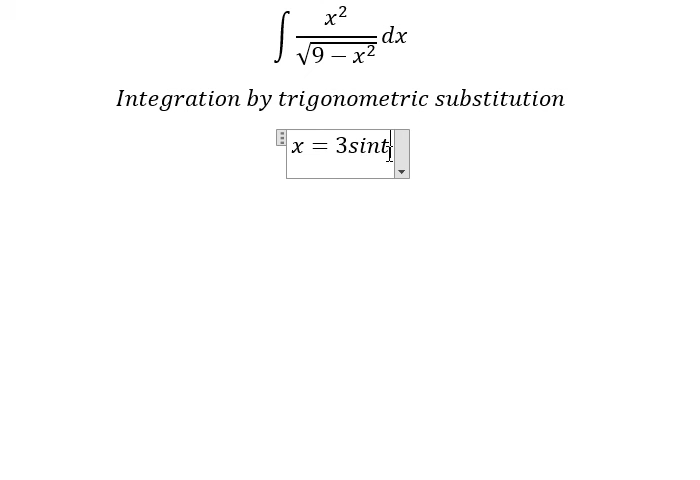 ∫ x²/√(9 − x²) dx
Integration by trigonometric substitution
x = 3sint